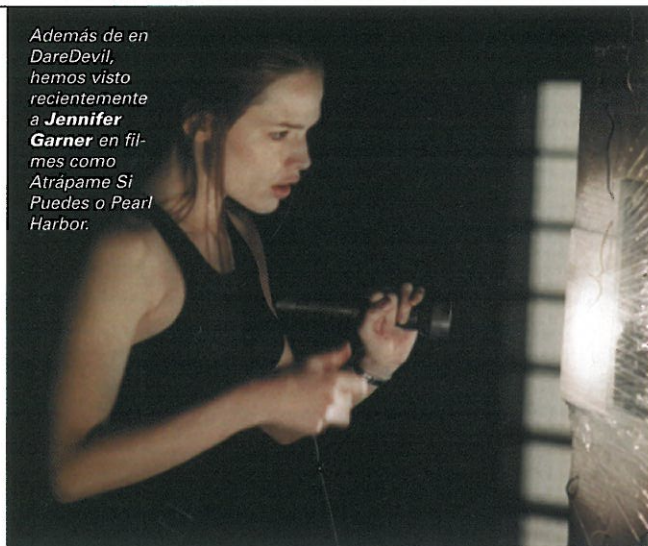 Además de en
DareDevil,
hemos visto
recientemente
a Jennifer
Garner en fil-
mes como
Atrápame Si
Puedes o Pearl
Harbor.